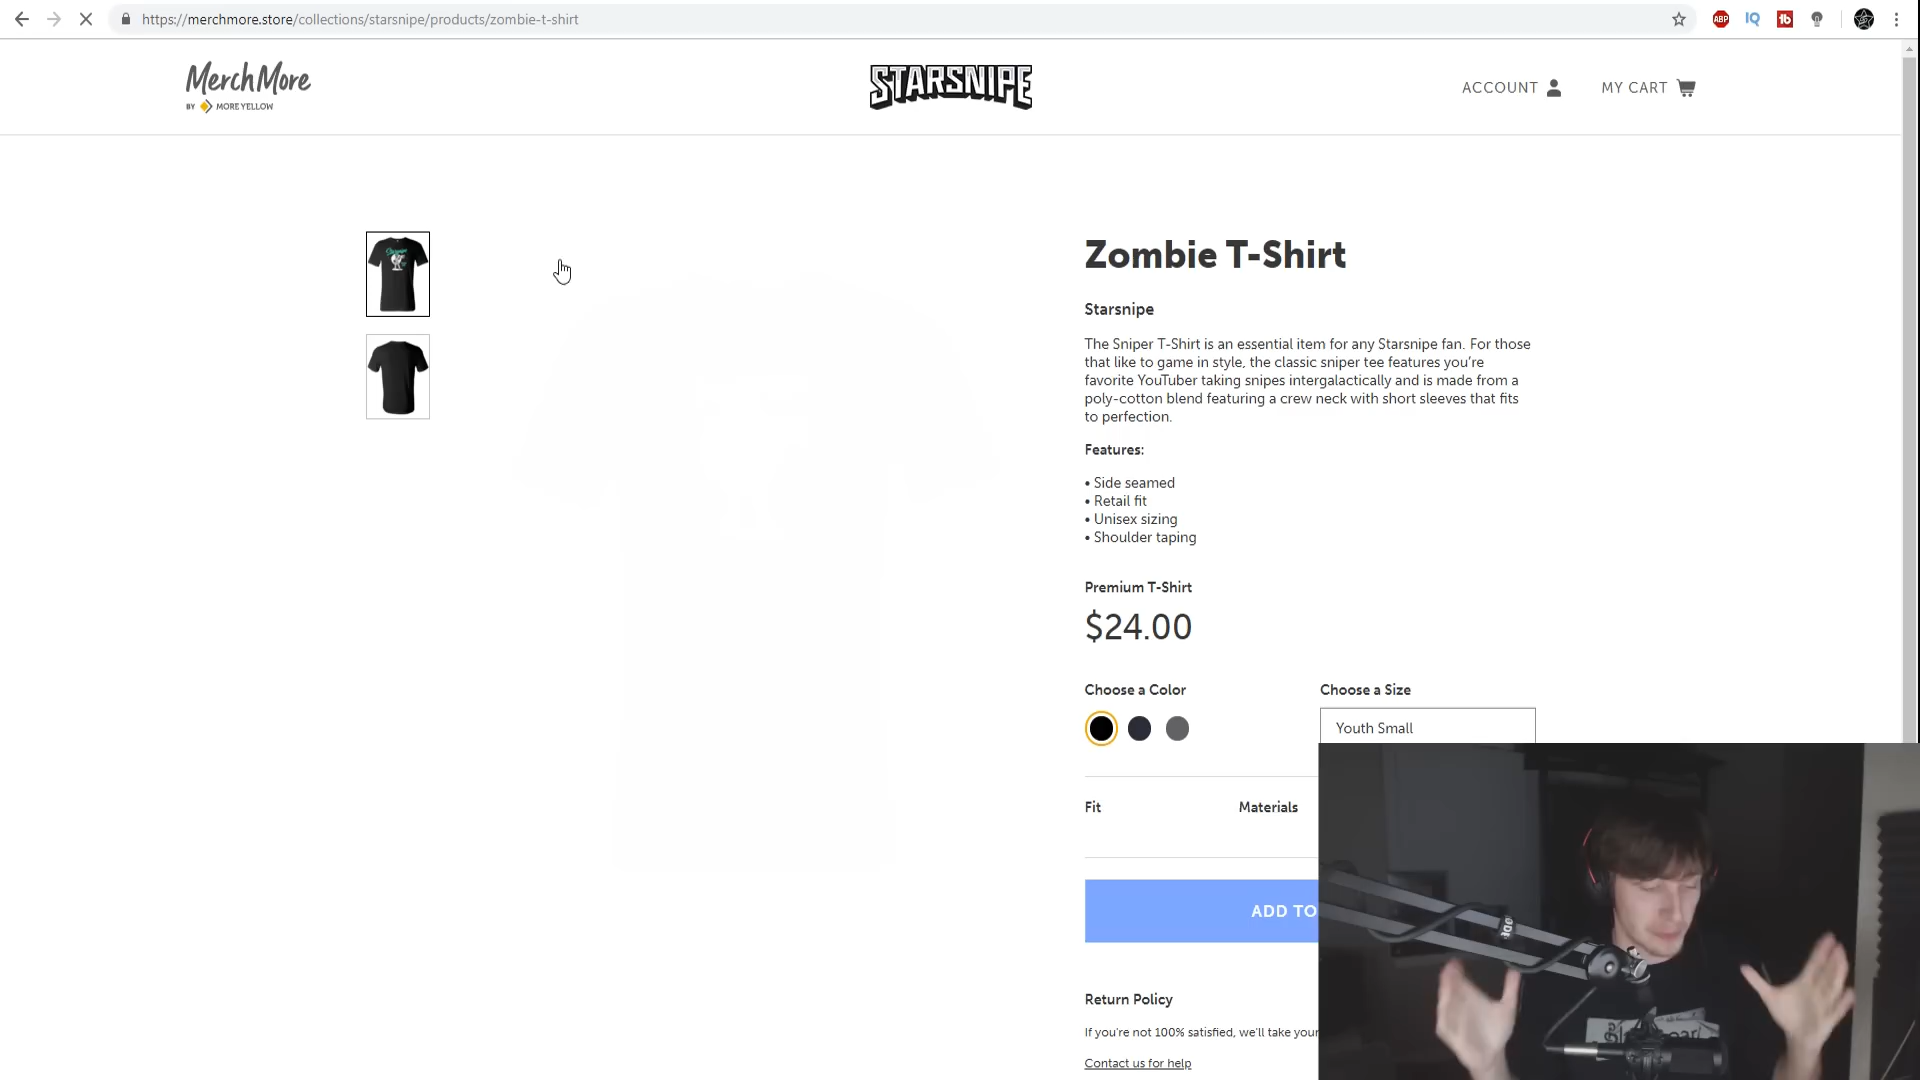 https://merchmore.store/collections/starsnipe/products/zombie-t-shirt
ABP
IQ
tb
MerchMore
BY MORE YELLOW
STARSNIPE
ACCOUNT
MY CART
Zombie T-Shirt
Starsnipe
The Sniper T-Shirt is an essential item for any Starsnipe fan. For those
that like to game in style, the classic sniper tee features you're
favorite YouTuber taking snipes intergalactically and is made from a
poly-cotton blend featuring a crew neck with short sleeves that fits
to perfection.
Features:
• Side seamed
• Retail fit
• Unisex sizing
• Shoulder taping
Premium T-Shirt
$24.00
Choose a Color
Choose a Size
Youth Small
Fit
Materials
ADD TO
Return Policy
If you're not 100% satisfied, we'll take your
Contact us for help